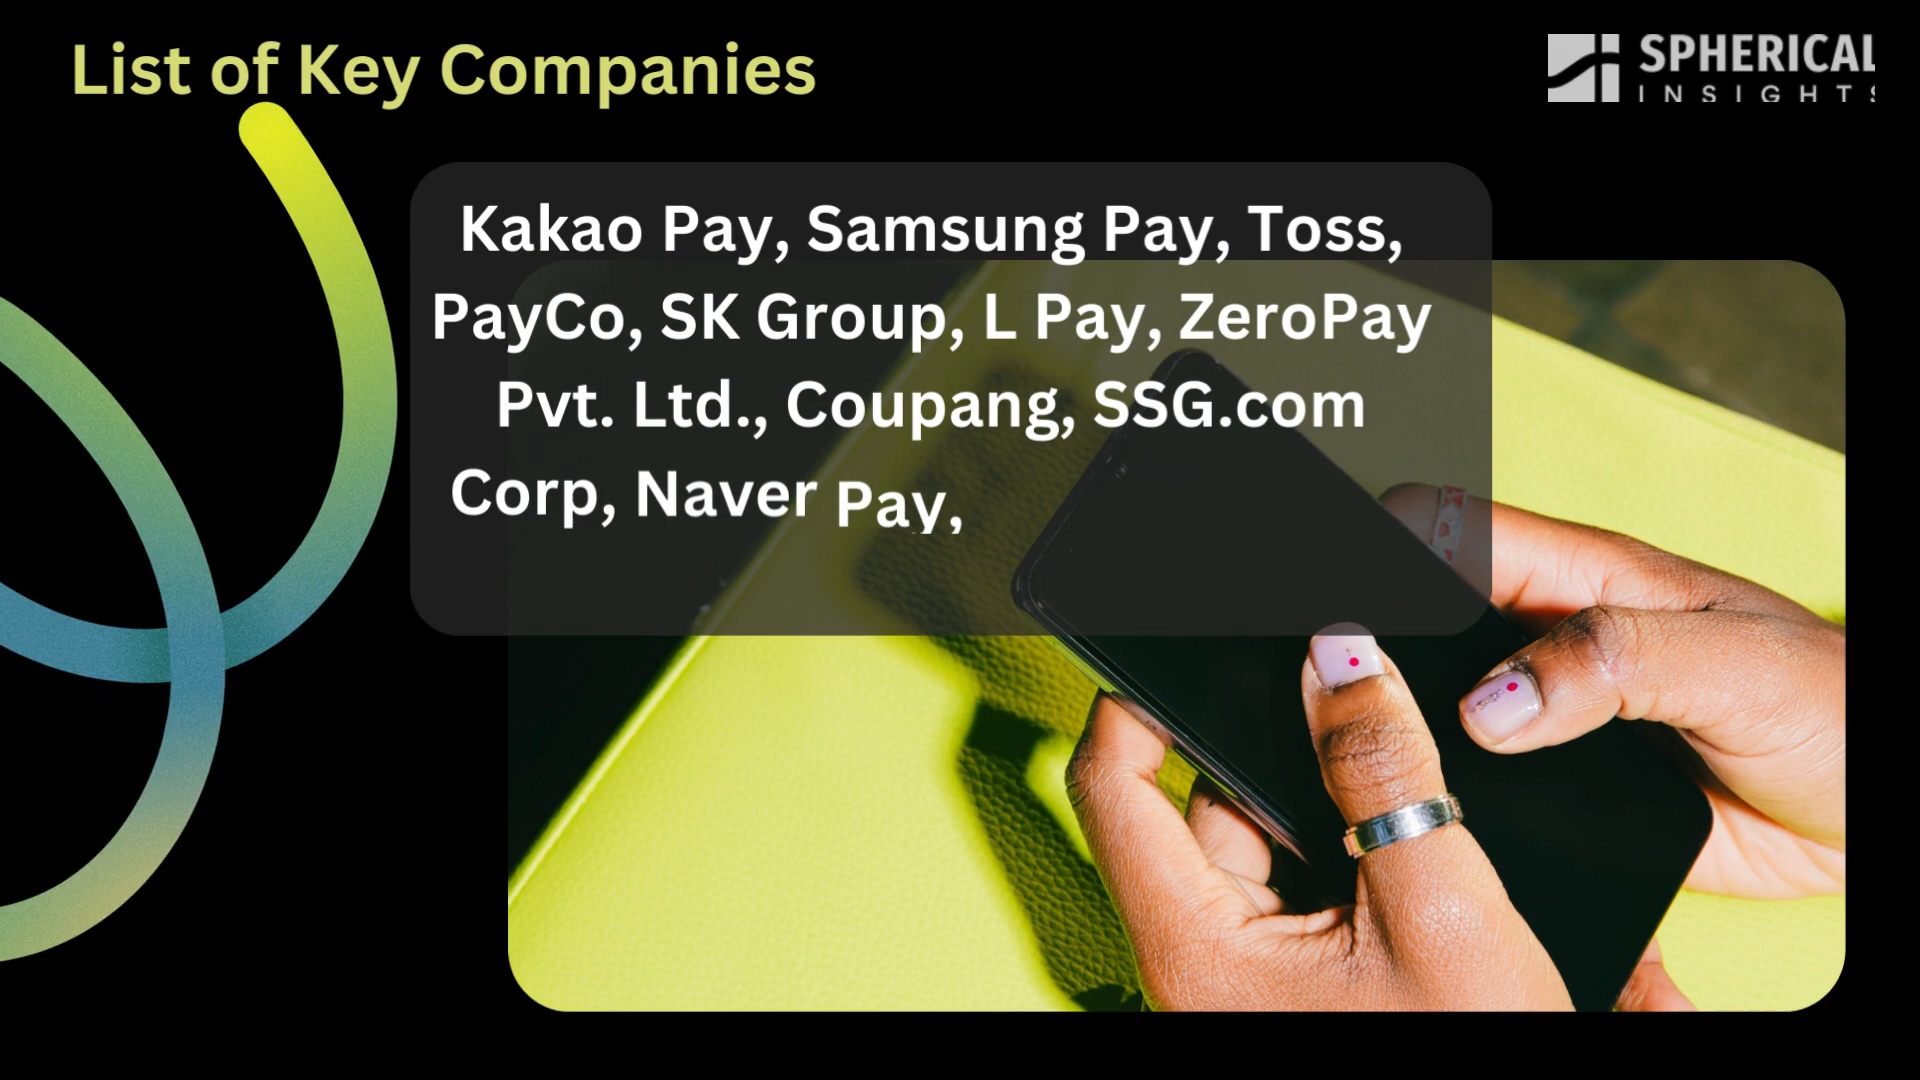 List of Key Companies
SPHERICAL
INSIGHTS
Kakao Pay, Samsung Pay, Toss,
PayCo, SK Group, L Pay, ZeroPay
Pvt. Ltd., Coupang, SSG.com
Corp, Naver Pay,